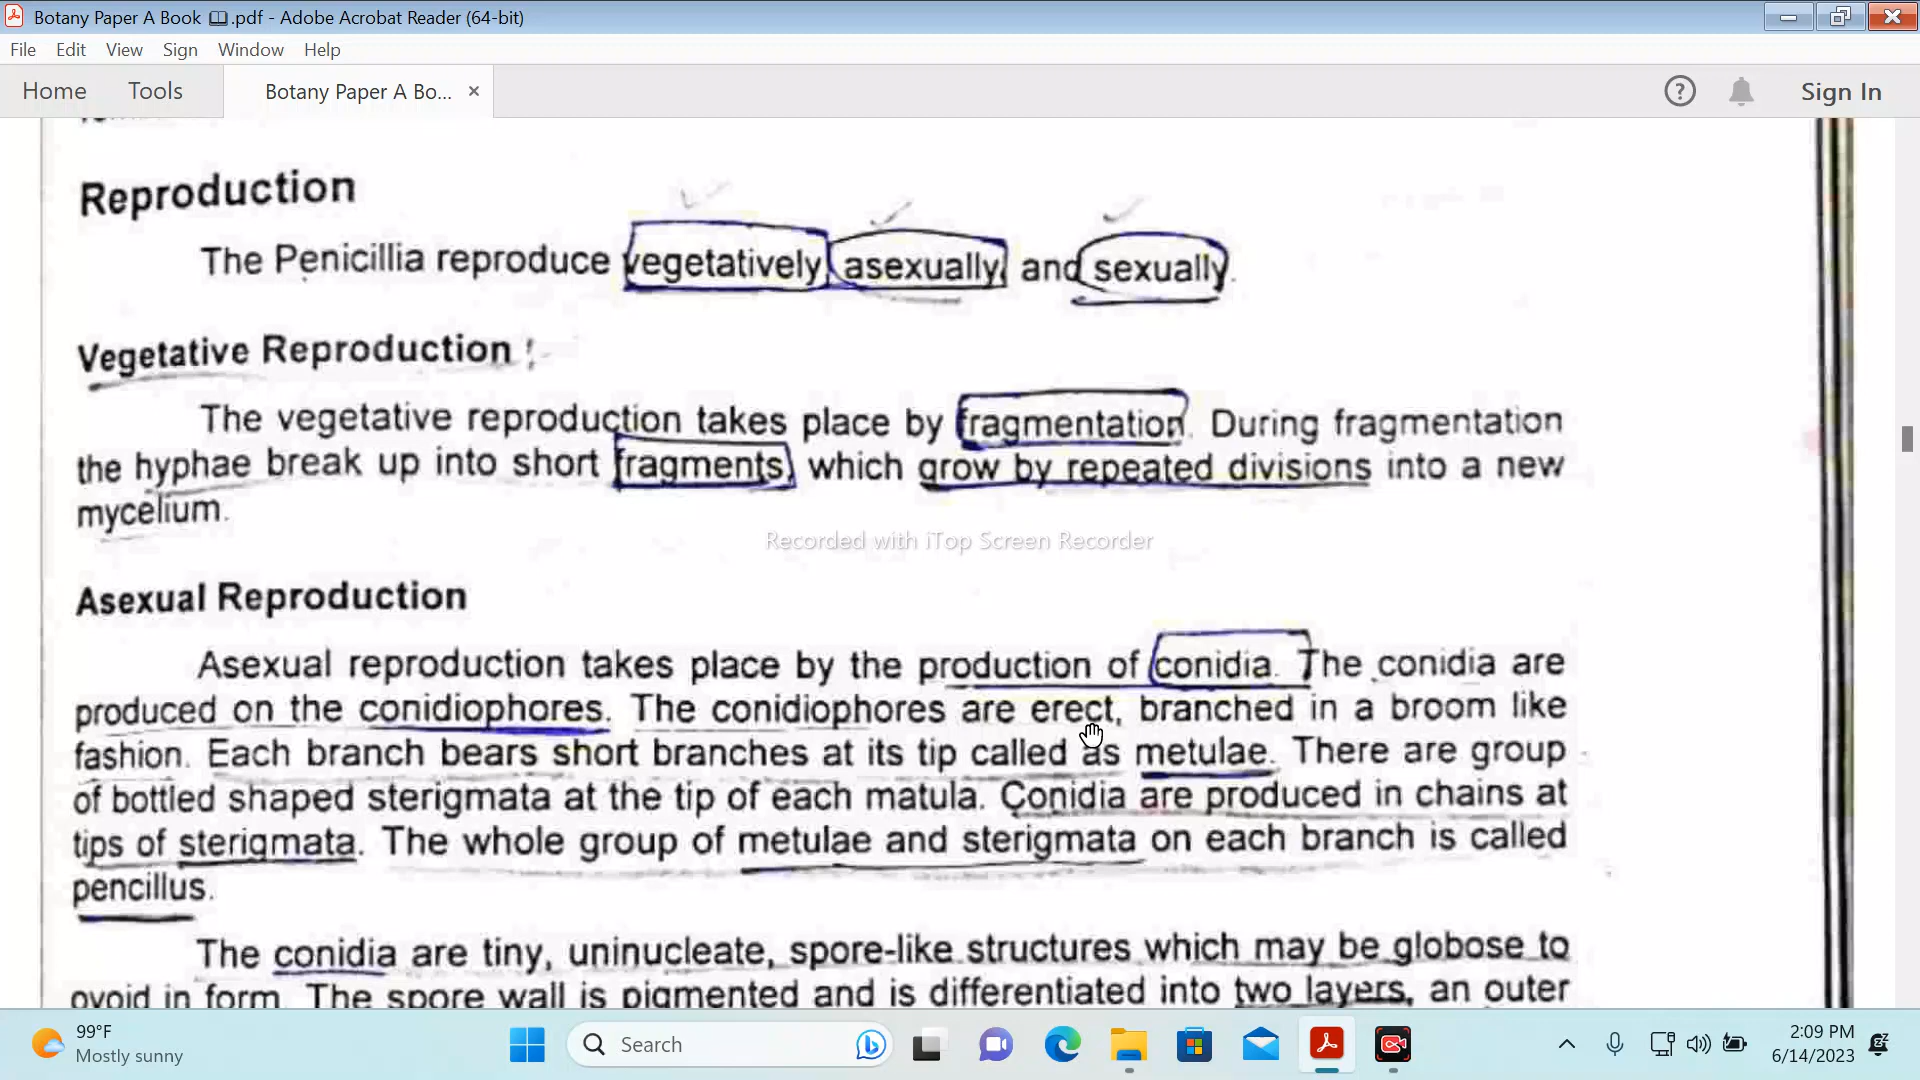 Botany Paper A Book .pdf - Adobe Acrobat Reader (64-bit)
File Edit View Sign Window Help
Home Tools Botany Paper A Bo... × Sign In
Reproduction
The Penicillia reproduce vegetatively asexually, and sexually.
Vegetative Reproduction :-
The vegetative reproduction takes place by fragmentation. During fragmentation
the hyphae break up into short fragments, which grow by repeated divisions into a new
mycelium.
Recorded with iTop Screen Recorder
Asexual Reproduction
Asexual reproduction takes place by the production of conidia. The conidia are
produced on the conidiophores. The conidiophores are erect, branched in a broom like
fashion. Each branch bears short branches at its tip called as metulae. There are group
of bottled shaped sterigmata at the tip of each matula. Conidia are produced in chains at
tips of sterigmata. The whole group of metulae and sterigmata on each branch is called
pencillus.
The conidia are tiny, uninucleate, spore-like structures which may be globose to
ovoid in form. The spore wall is pigmented and is differentiated into two layers, an outer
99°F
Mostly sunny
Search
2:09 PM
6/14/2023